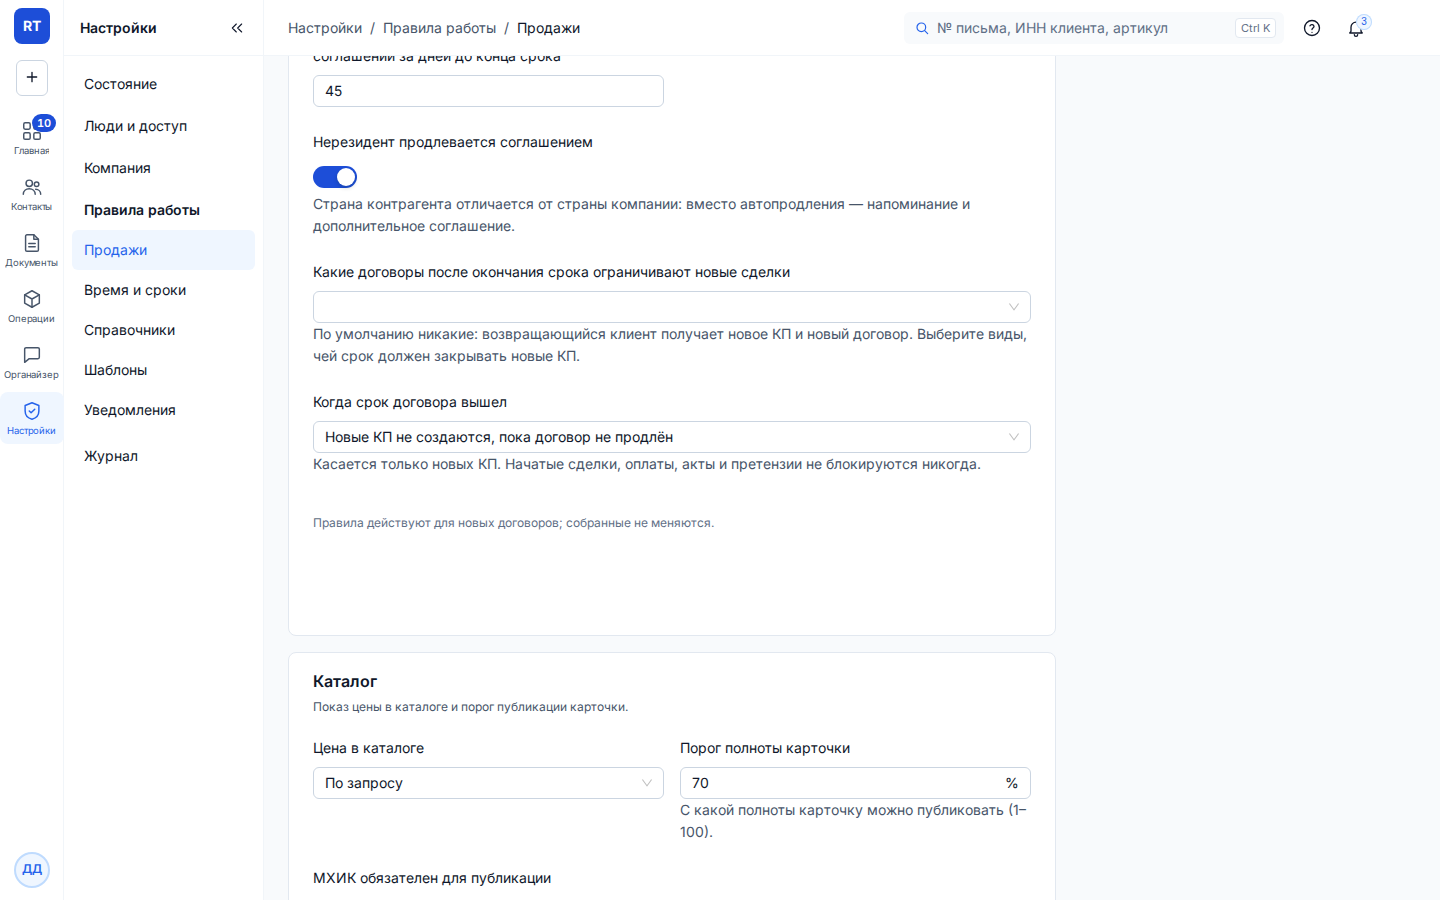 RT
Настройки
Настройки / Правила работы / Продажи
№ письма, ИНН клиента, артикул
Ctrl K
3
10
Главная
Контакты
Документы
Операции
Органайзер
Настройки
ДД
Состояние
Люди и доступ
Компания
Правила работы
Продажи
Время и сроки
Справочники
Шаблоны
Уведомления
Журнал
соглашении за дней до конца срока
45
Нерезидент продлевается соглашением
Страна контрагента отличается от страны компании: вместо автопродления — напоминание и
дополнительное соглашение.
Какие договоры после окончания срока ограничивают новые сделки
По умолчанию никакие: возвращающийся клиент получает новое КП и новый договор. Выберите виды,
чей срок должен закрывать новые КП.
Когда срок договора вышел
Новые КП не создаются, пока договор не продлён
Касается только новых КП. Начатые сделки, оплаты, акты и претензии не блокируются никогда.
Правила действуют для новых договоров; собранные не меняются.
Каталог
Показ цены в каталоге и порог публикации карточки.
Цена в каталоге
По запросу
Порог полноты карточки
70 %
С какой полноты карточку можно публиковать (1–
100).
МХИК обязателен для публикации